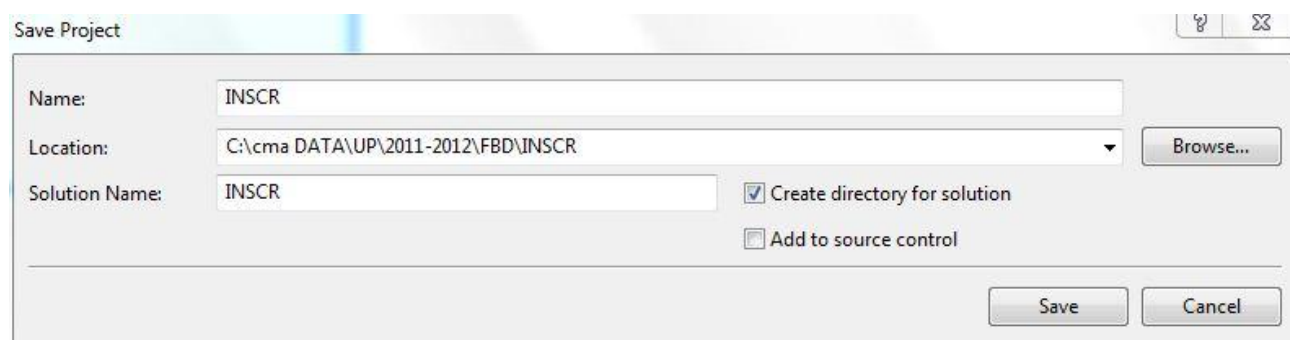 Save Project
Name: INSCR
Location: C:\cma DATA\UP\2011-2012\FBD\INSCR Browse...
Solution Name: INSCR Create directory for solution
Add to source control
Save Cancel